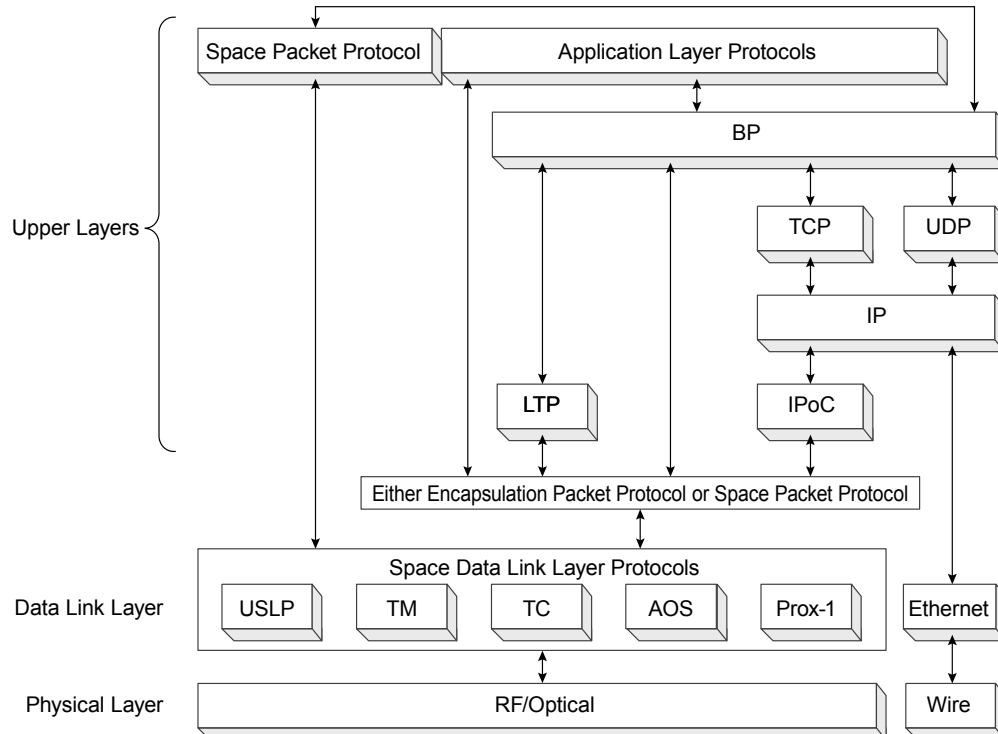 Space Packet Protocol
Application Layer Protocols
BP
Upper Layers
TCP
UDP
IP
LTP
IPoC
Either Encapsulation Packet Protocol or Space Packet Protocol
Space Data Link Layer Protocols
Data Link Layer
USLP
TM
TC
AOS
Prox-1
Ethernet
Physical Layer
RF/Optical
Wire